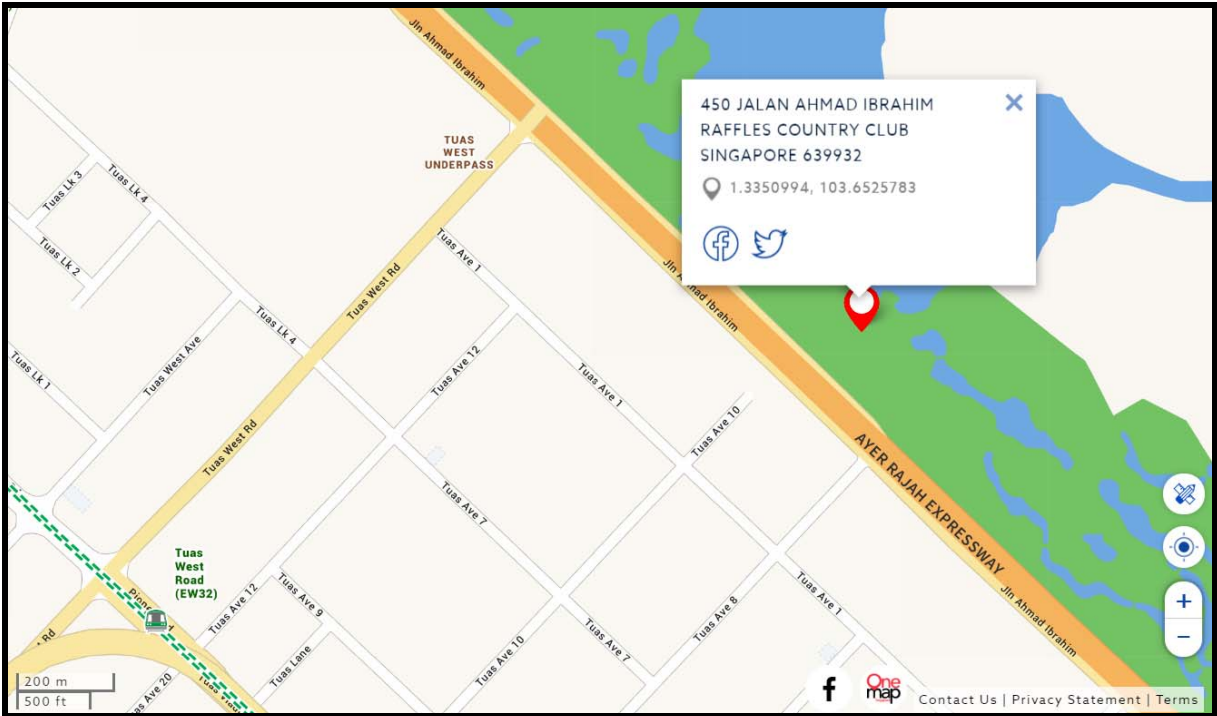 Jln Ahmad Ibrahim
450 JALAN AHMAD IBRAHIM
RAFFLES COUNTRY CLUB
SINGAPORE 639932
1.3350994, 103.6525783
TUAS
WEST
UNDERPASS
Tuas Lk 3
Tuas Lk 4
Tuas Lk 2
Tuas Ave 1
Tuas West Rd
Jln Ahmad Ibrahim
Tuas Lk 4
Tuas West Ave
Tuas Lk 1
Tuas Ave 12
Tuas Ave 1
Tuas Ave 10
Tuas West Rd
AYER RAJAH EXPRESSWAY
Tuas Ave 7
Tuas
West
Road
(EW32)
Tuas Ave 12
Tuas Ave 9
Tuas Ave 1
Jln Ahmad Ibrahim
Tuas Ave 8
Tuas Ave 7
Tuas Ave 10
Tuas Lane
Rd
as Ave 20
Tuas
200 m
500 ft
+
−
f
One
map
Contact Us | Privacy Statement | Terms